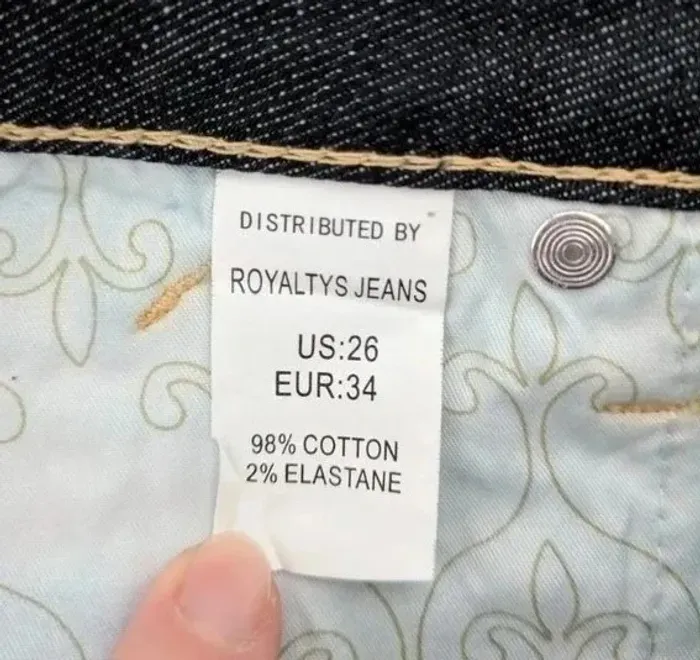 DISTRIBUTED BY
ROYALTYS JEANS
US:26
EUR:34
98% COTTON
2% ELASTANE